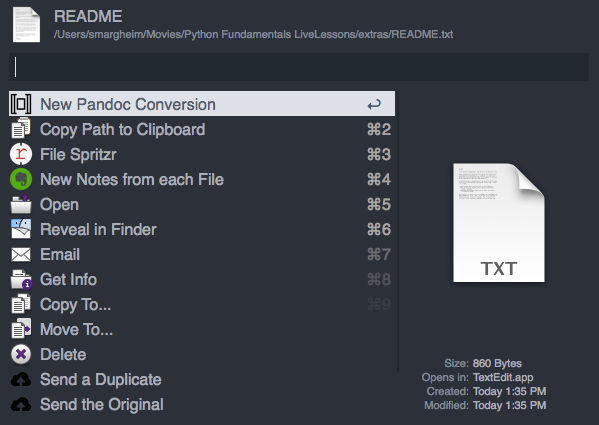 README
/Users/smargheim/Movies/Python Fundamentals LiveLessons/extras/README.txt
New Pandoc Conversion ↩
Copy Path to Clipboard ⌘2
File Spritzr ⌘3
New Notes from each File ⌘4
Open ⌘5
Reveal in Finder ⌘6
Email ⌘7
Get Info ⌘8
Copy To... ⌘9
Move To...
Delete
Send a Duplicate
Send the Original
TXT
Size: 860 Bytes
Opens in: TextEdit.app
Created: Today 1:35 PM
Modified: Today 1:35 PM